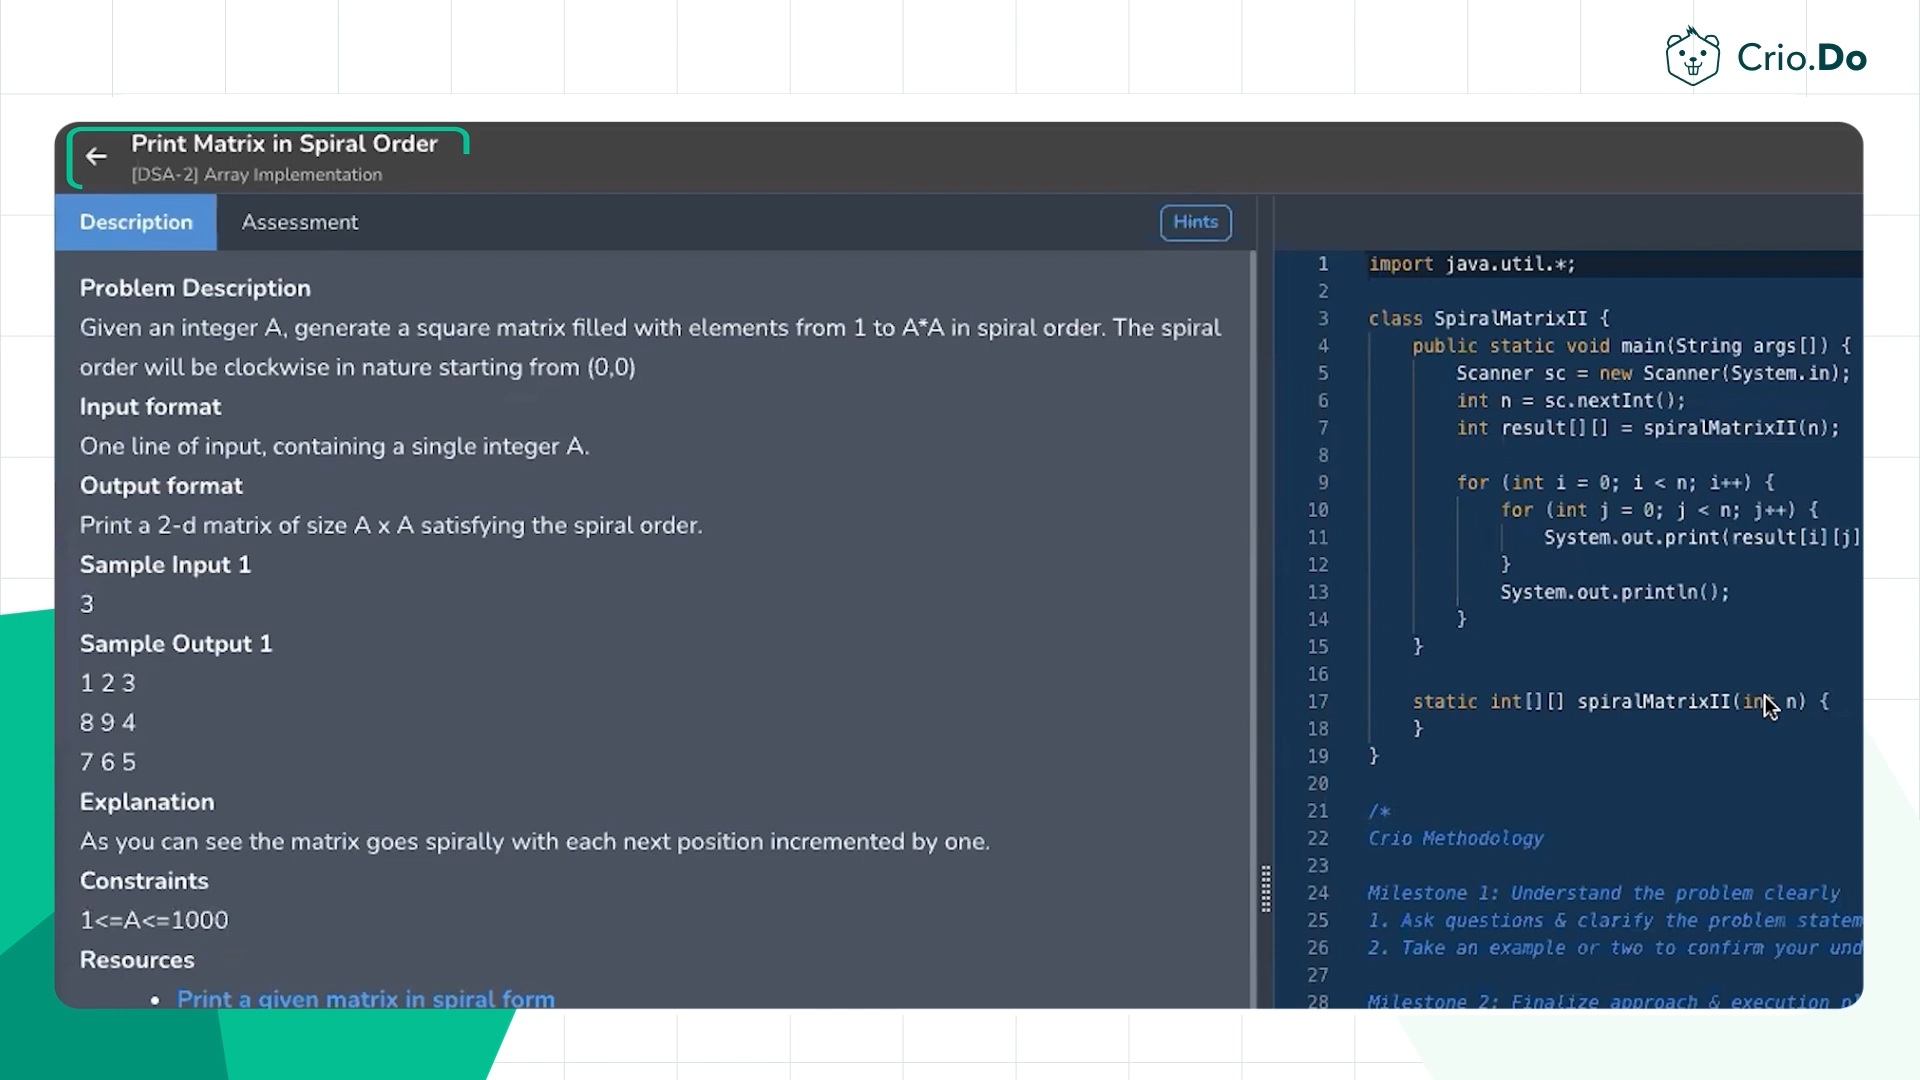 Crio.Do
Print Matrix in Spiral Order
[DSA-2] Array Implementation
Description
Assessment
Hints
Problem Description
Given an integer A, generate a square matrix filled with elements from 1 to A*A in spiral order. The spiral
order will be clockwise in nature starting from (0,0)
Input format
One line of input, containing a single integer A.
Output format
Print a 2-d matrix of size A x A satisfying the spiral order.
Sample Input 1
3
Sample Output 1
1 2 3
8 9 4
7 6 5
Explanation
As you can see the matrix goes spirally with each next position incremented by one.
Constraints
1<=A<=1000
Resources
• Print a given matrix in spiral form
1 import java.util.*;
2
3 class SpiralMatrixII {
4 public static void main(String args[]) {
5 Scanner sc = new Scanner(System.in);
6 int n = sc.nextInt();
7 int result[][] = spiralMatrixII(n);
8
9 for (int i = 0; i < n; i++) {
10 for (int j = 0; j < n; j++) {
11 System.out.print(result[i][j]
12 }
13 System.out.println();
14 }
15 }
16
17 static int[][] spiralMatrixII(int n) {
18 }
19 }
20
21 /*
22 Crio Methodology
23
24 Milestone 1: Understand the problem clearly
25 1. Ask questions & clarify the problem statem
26 2. Take an example or two to confirm your und
27
28 Milestone 2: Finalize approach & execution pl